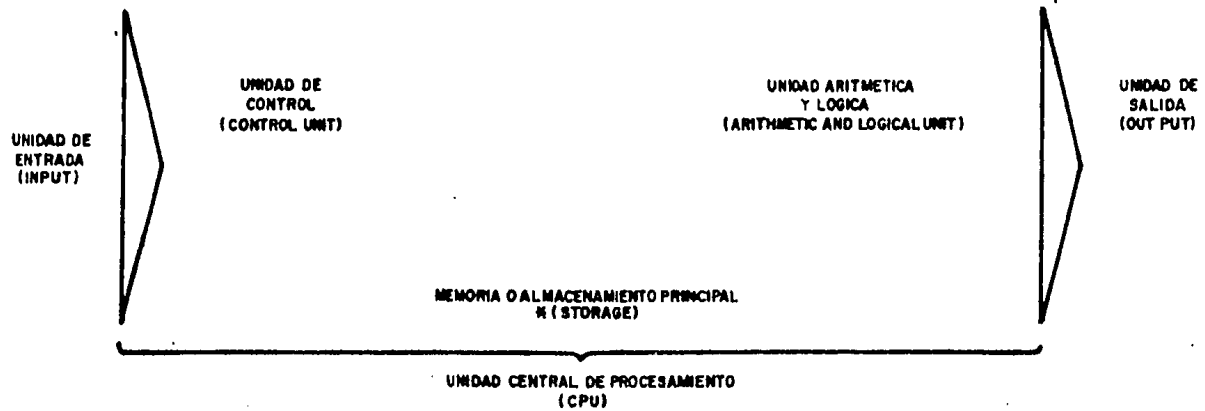 UNIDAD DE
ENTRADA
(INPUT)
UNIDAD DE
CONTROL
(CONTROL UNIT)
UNIDAD ARITMETICA
Y LOGICA
(ARITHMETIC AND LOGICAL UNIT)
UNIDAD DE
SALIDA
(OUT PUT)
MEMORIA O ALMACENAMIENTO PRINCIPAL
* (STORAGE)
UNIDAD CENTRAL DE PROCESAMIENTO
(CPU)